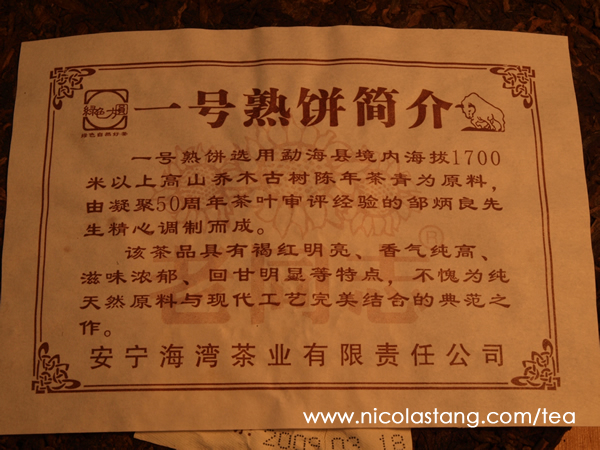 一号熟饼简介
一号熟饼选用勐海县境内海拔1700
米以上高山乔木古树陈年茶青为原料，
由凝聚50周年茶叶审评经验的邹炳良先
生精心调制而成。
该茶品具有褐红明亮、香气纯高、
滋味浓郁、回甘明显等特点，不愧为纯
天然原料与现代工艺完美结合的典范之
作。
老同志®
安宁海湾茶业有限责任公司
www.nicolastang.com/tea
2009 03 18